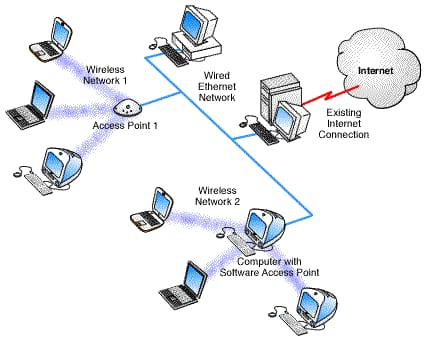 Wireless
Network 1
Access Point 1
Wired
Ethernet
Network
Internet
Existing
Internet
Connection
Wireless
Network 2
Computer with
Software Access Point